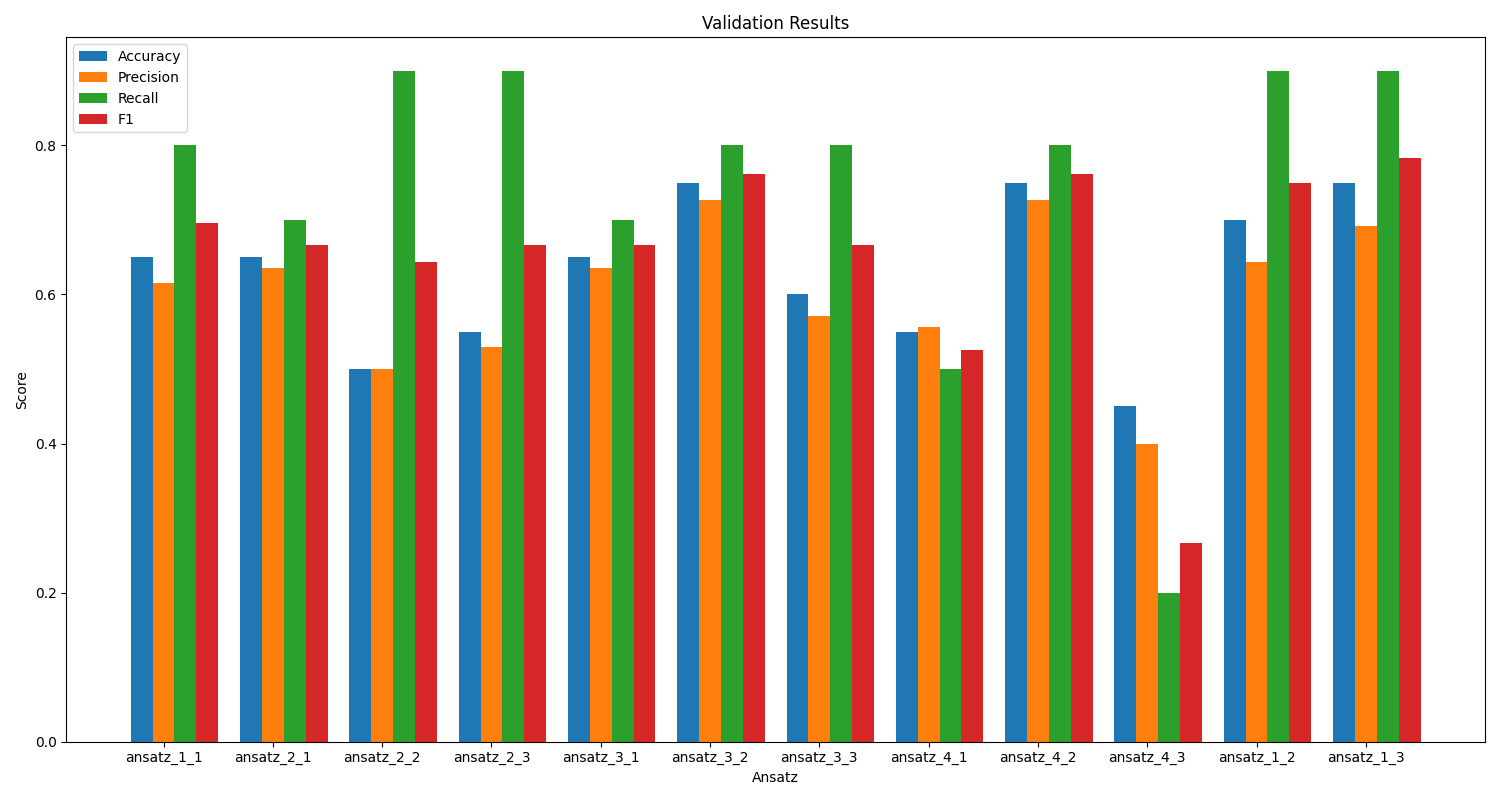 Validation Results
Accuracy
Precision
Recall
F1
0.8
0.6
0.4
0.2
0.0
Score
ansatz_1_1 ansatz_2_1 ansatz_2_2 ansatz_2_3 ansatz_3_1 ansatz_3_2 ansatz_3_3 ansatz_4_1 ansatz_4_2 ansatz_4_3 ansatz_1_2 ansatz_1_3
Ansatz